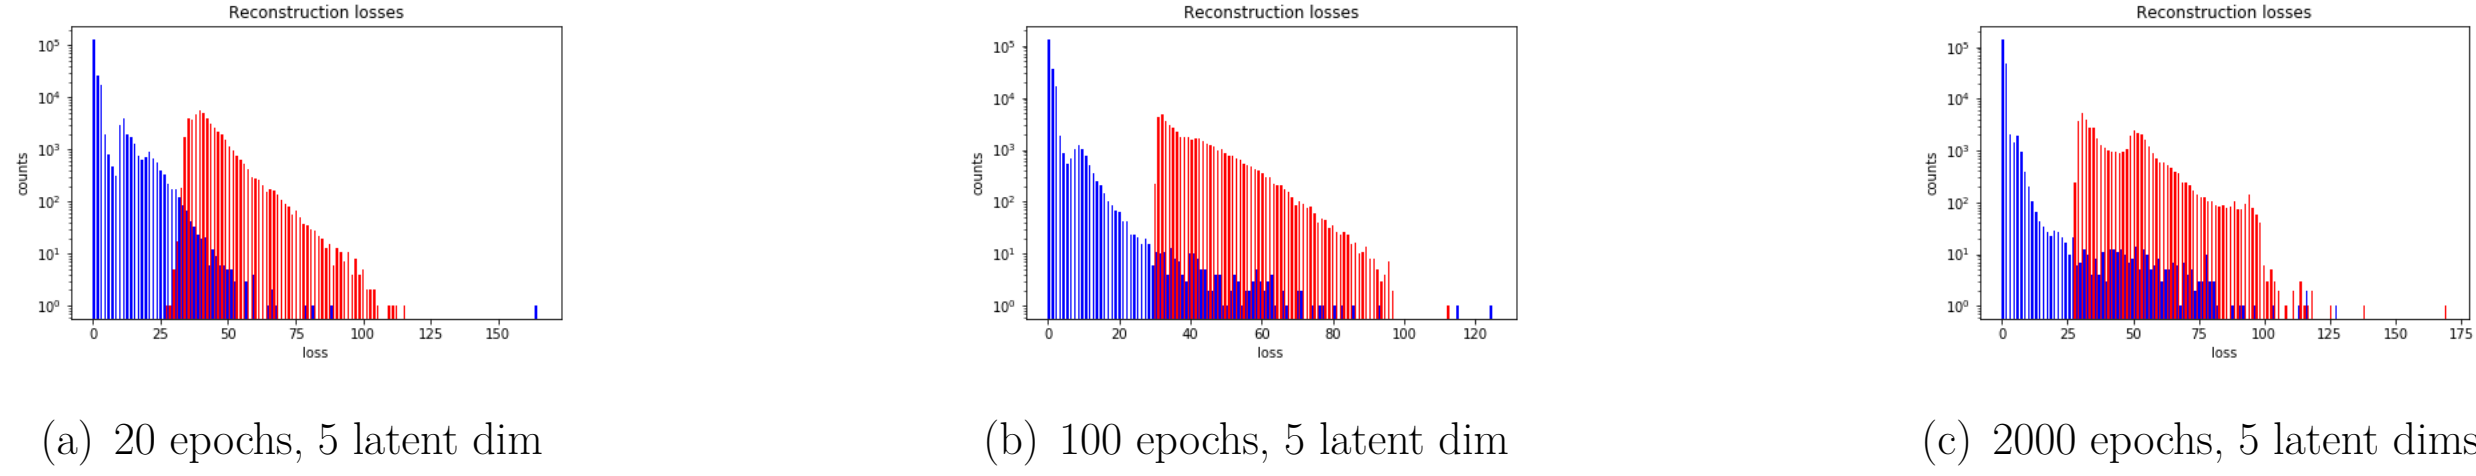 Reconstruction losses
10⁵
10⁴
10³
10²
10¹
10⁰
counts
0 25 50 75 100 125 150
loss
(a) 20 epochs, 5 latent dim
Reconstruction losses
10⁵
10⁴
10³
10²
10¹
10⁰
counts
0 20 40 60 80 100 120
loss
(b) 100 epochs, 5 latent dim
Reconstruction losses
10⁵
10⁴
10³
10²
10¹
10⁰
counts
0 25 50 75 100 125 150 175
loss
(c) 2000 epochs, 5 latent dims